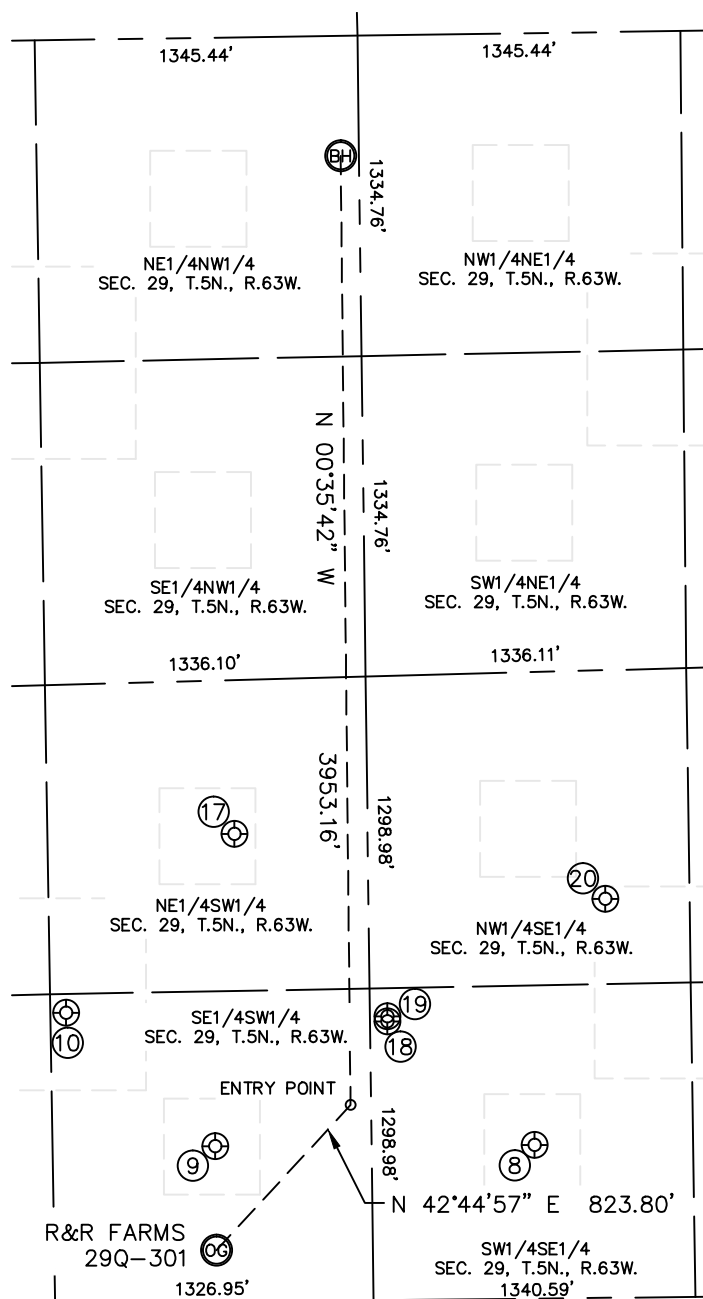 1345.44'
1345.44'
BH
1334.76'
NE1/4NW1/4
SEC. 29, T.5N., R.63W.
NW1/4NE1/4
SEC. 29, T.5N., R.63W.
N 00°35'42" W
1334.76'
SE1/4NW1/4
SEC. 29, T.5N., R.63W.
SW1/4NE1/4
SEC. 29, T.5N., R.63W.
1336.10'
1336.11'
3953.16'
17
1298.98'
20
NE1/4SW1/4
SEC. 29, T.5N., R.63W.
NW1/4SE1/4
SEC. 29, T.5N., R.63W.
10
SE1/4SW1/4
SEC. 29, T.5N., R.63W.
19
18
ENTRY POINT
1298.98'
9
8
N 42°44'57" E 823.80'
R&R FARMS
29Q-301
OG
SW1/4SE1/4
SEC. 29, T.5N., R.63W.
1326.95'
1340.59'